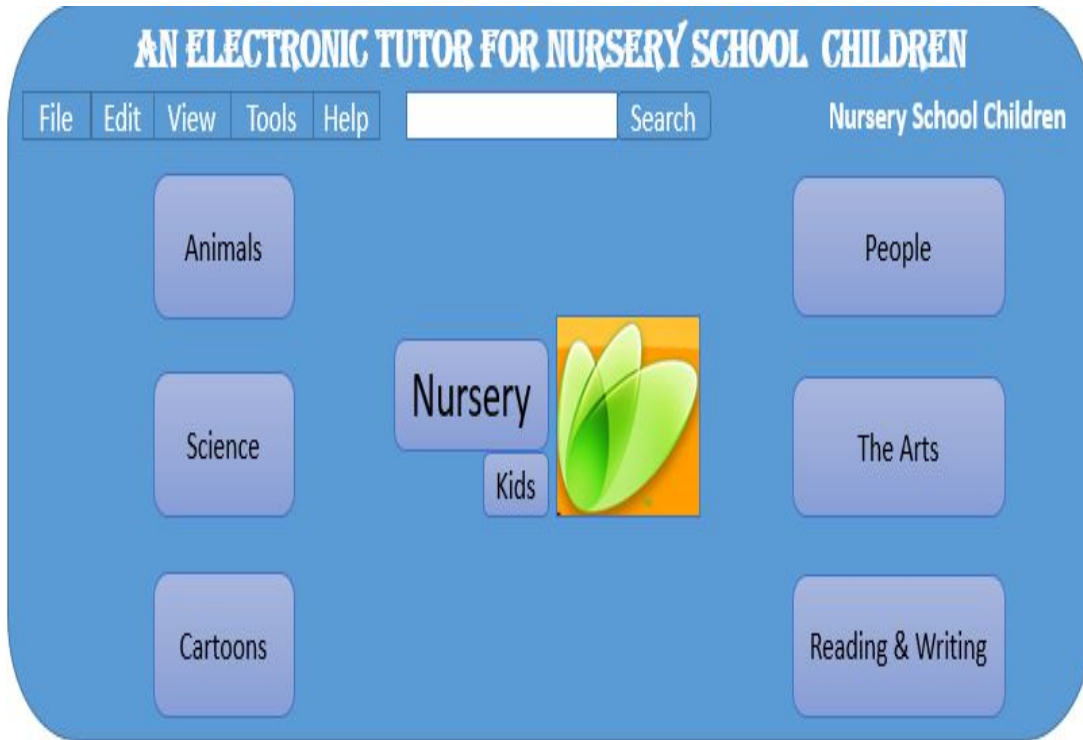 AN ELECTRONIC TUTOR FOR NURSERY SCHOOL CHILDREN
File Edit View Tools Help Search Nursery School Children
Animals People
Nursery
Science Kids The Arts
Cartoons Reading & Writing